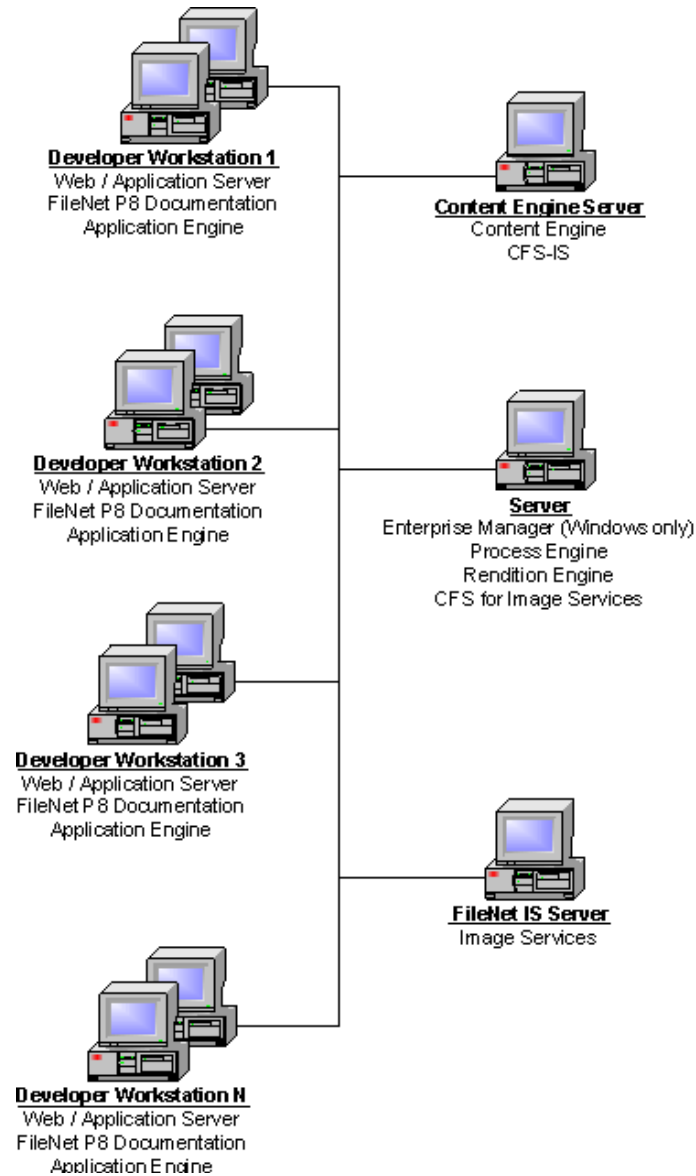 Developer Workstation 1
Web / Application Server
FileNet P8 Documentation
Application Engine
Content Engine Server
Content Engine
CFS-IS
Developer Workstation 2
Web / Application Server
FileNet P8 Documentation
Application Engine
Server
Enterprise Manager (Windows only)
Process Engine
Rendition Engine
CFS for Image Services
Developer Workstation 3
Web / Application Server
FileNet P8 Documentation
Application Engine
FileNet IS Server
Image Services
Developer Workstation N
Web / Application Server
FileNet P8 Documentation
Application Engine